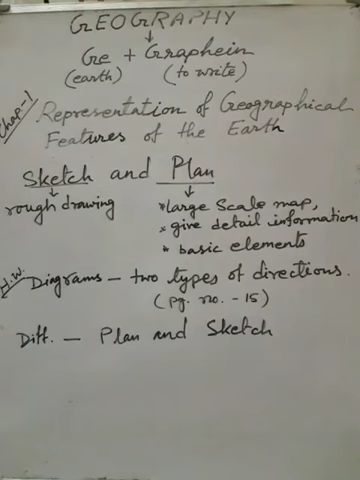 GEOGRAPHY
↓
Ge + Graphein
(earth) (to write)
Chap-1
Representation of Geographical
Features of the Earth
Sketch and Plan
↓ ↓
rough drawing *large Scale map,
* give detail information
* basic elements
H.W. Diagrams - two types of directions.
(pg. no. - 15)
Diff. - Plan and Sketch